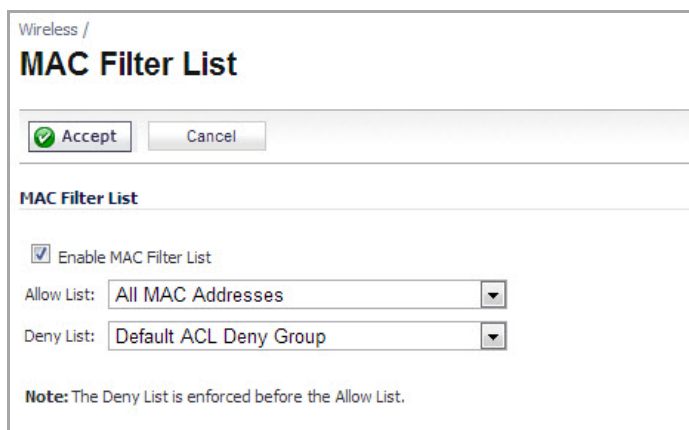 Wireless /
MAC Filter List
Accept Cancel
MAC Filter List
Enable MAC Filter List
Allow List: All MAC Addresses
Deny List: Default ACL Deny Group
Note: The Deny List is enforced before the Allow List.